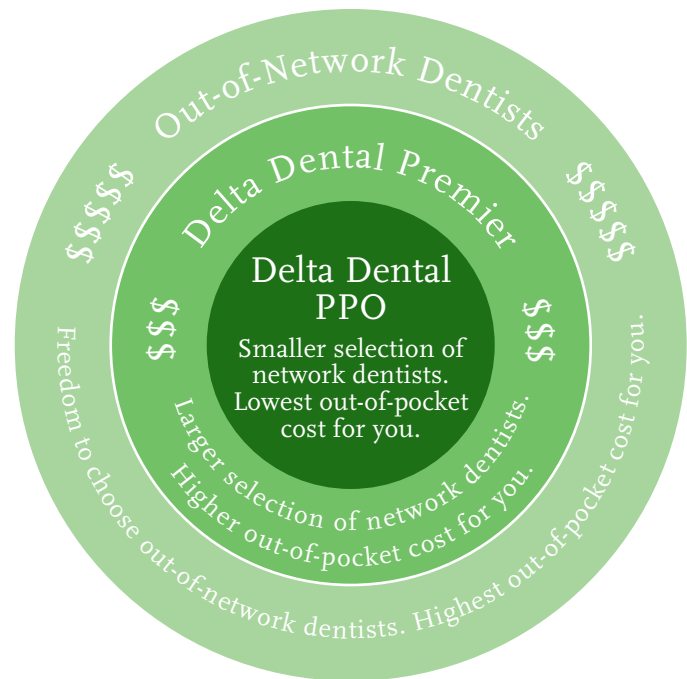 Out-of-Network Dentists
$$$$$
$$$$$
Delta Dental Premier
$$$
$$$
Delta Dental
PPO
Smaller selection of
network dentists.
Lowest out-of-pocket
cost for you.
Larger selection of network dentists.
Higher out-of-pocket cost for you.
Freedom to choose out-of-network dentists. Highest out-of-pocket cost for you.